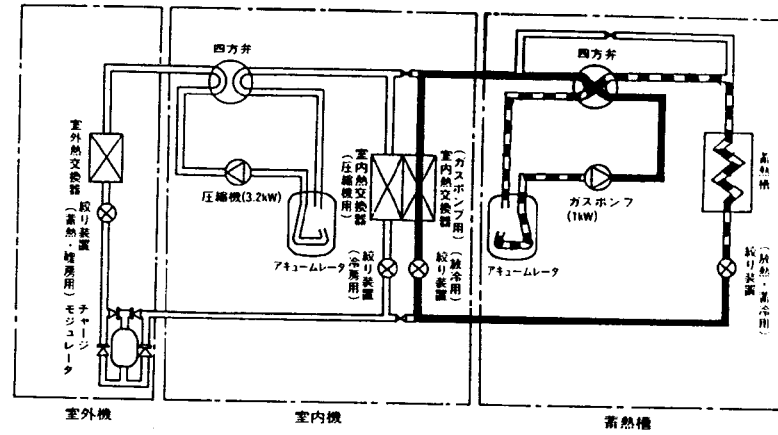 四方弁
四方弁
室外熱交換器
絞り装置
(蓄熱・暖房用)
圧縮機(3.2kW)
アキュームレータ
室内熱交換器
(圧縮機用)
室内熱交換器
(ガスポンプ用)
絞り装置
(冷房用)
絞り装置
(放冷用)
ガスポンプ
(1kW)
アキュームレータ
蓄熱槽
絞り装置
(放熱・蓄冷用)
チャージ
モジュレータ
室外機
室内機
蓄熱槽